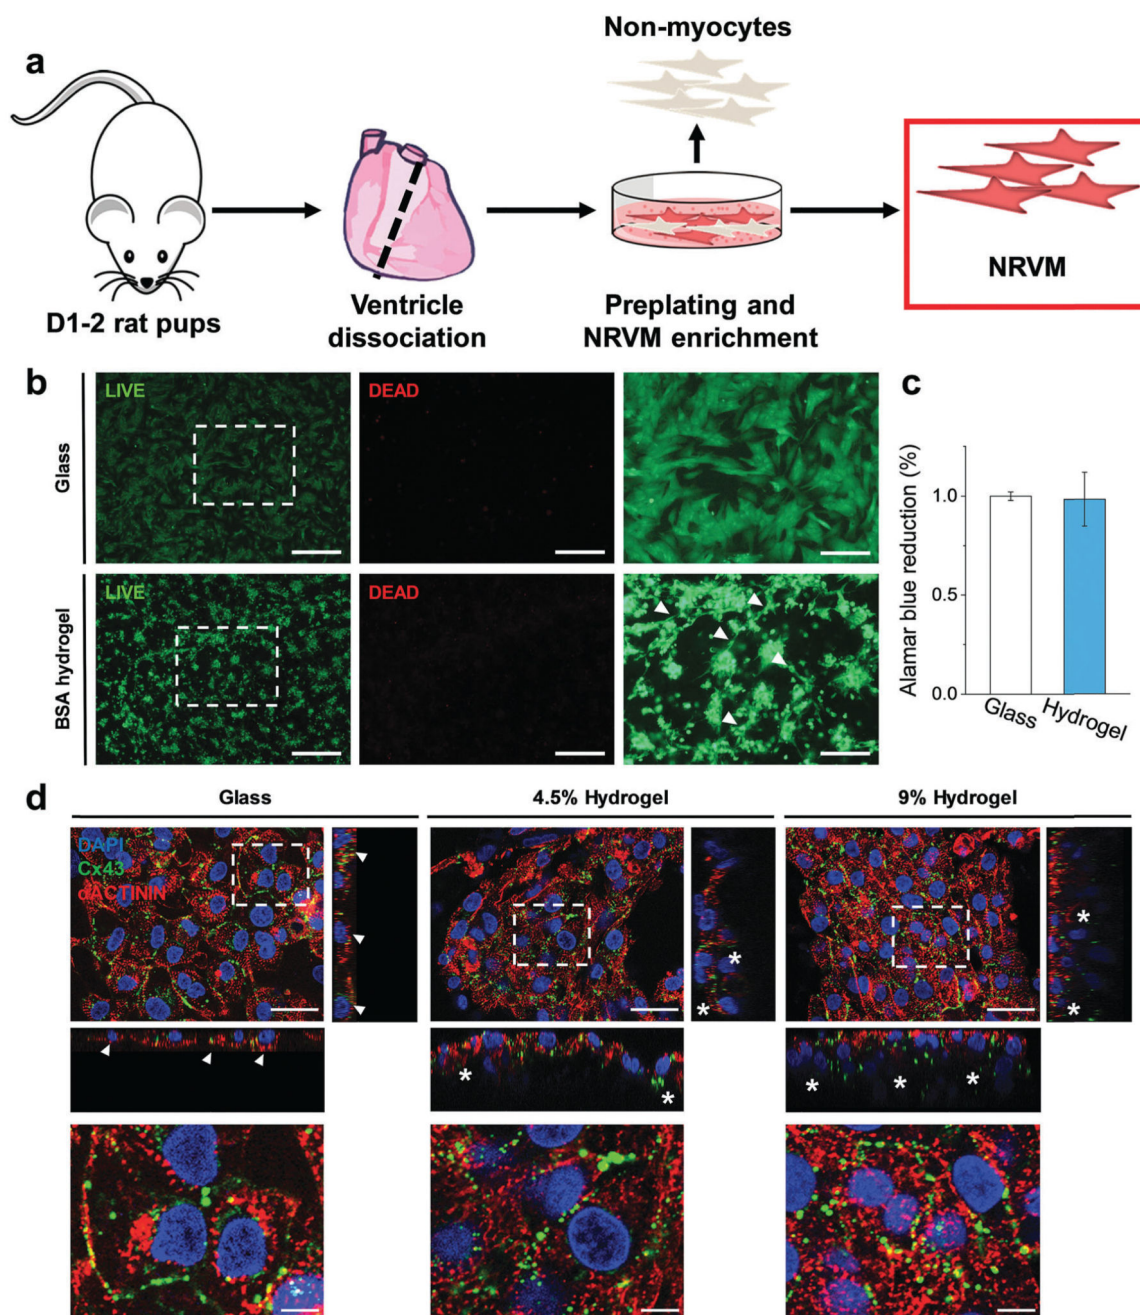 a
Non-myocytes
D1-2 rat pups
Ventricle
dissociation
Preplating and
NRVM enrichment
NRVM
b
Glass
LIVE
DEAD
BSA hydrogel
LIVE
DEAD
c
Alamar blue reduction (%)
1.0
0.5
0.0
Glass
Hydrogel
d
Glass
4.5% Hydrogel
9% Hydrogel
DAPI
Cx43
αACTININ
*
*
*
*
*
*
*
*
*